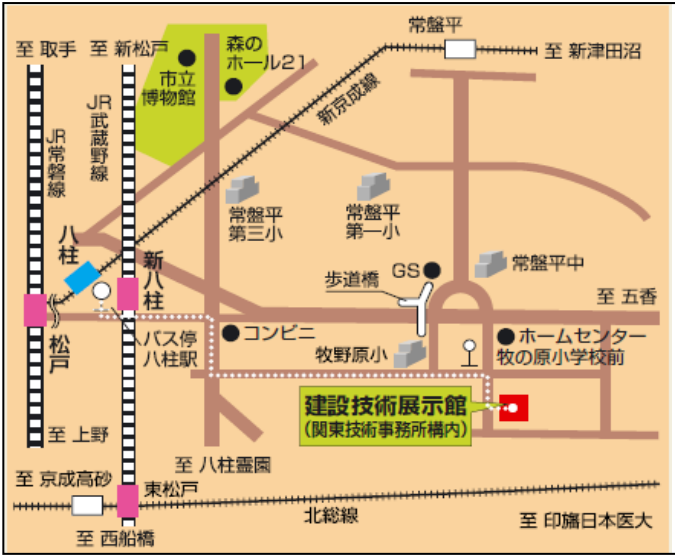 常盤平
至 取手
至 新松戸
森の
ホール21
市立
博物館
至 新津田沼
新京成線
JR武蔵野線
JR常磐線
常盤平
第三小
常盤平
第一小
八柱
新八柱
GS
常盤平中
歩道橋
至 五香
松戸
バス停
八柱駅
コンビニ
牧野原小
ホームセンター
牧の原小学校前
建設技術展示館
(関東技術事務所構内)
至 上野
至 八柱霊園
至 京成高砂
東松戸
北総線
至 印旛日本医大
至 西船橋